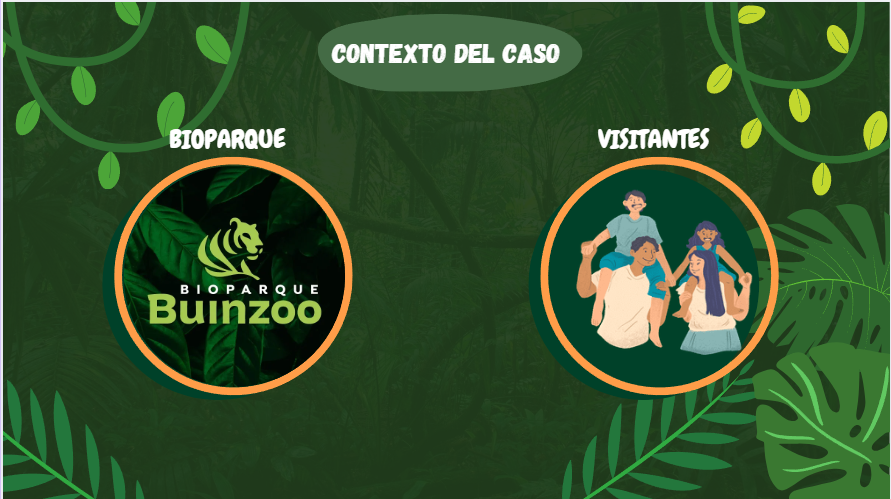 CONTEXTO DEL CASO
BIOPARQUE
VISITANTES
BIOPARQUE
Buinzoo